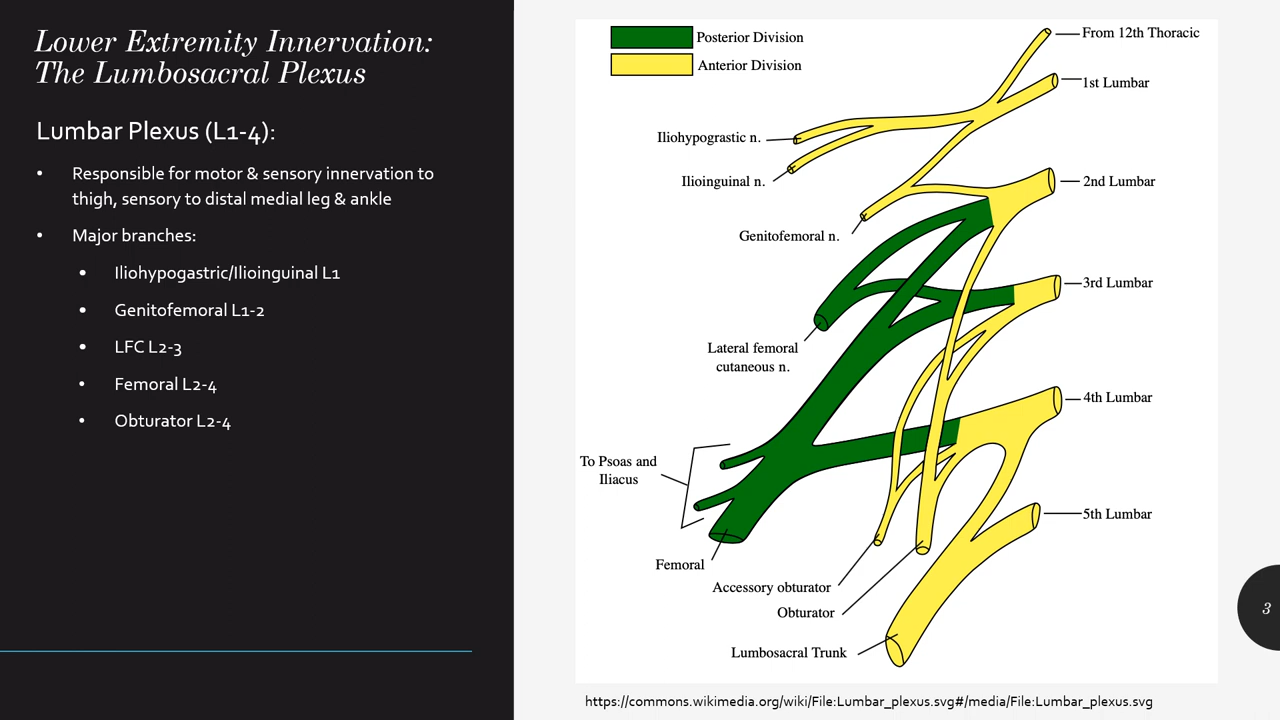 Lower Extremity Innervation:
The Lumbosacral Plexus
Lumbar Plexus (L1-4):
• Responsible for motor & sensory innervation to
thigh, sensory to distal medial leg & ankle
• Major branches:
• Iliohypogastric/Ilioinguinal L1
• Genitofemoral L1-2
• LFC L2-3
• Femoral L2-4
• Obturator L2-4
Posterior Division
Anterior Division
From 12th Thoracic
1st Lumbar
Iliohypograstic n.
Ilioinguinal n.
2nd Lumbar
Genitofemoral n.
3rd Lumbar
Lateral femoral
cutaneous n.
4th Lumbar
To Psoas and
Iliacus
5th Lumbar
Femoral
Accessory obturator
Obturator
Lumbosacral Trunk
3
https://commons.wikimedia.org/wiki/File:Lumbar_plexus.svg#/media/File:Lumbar_plexus.svg